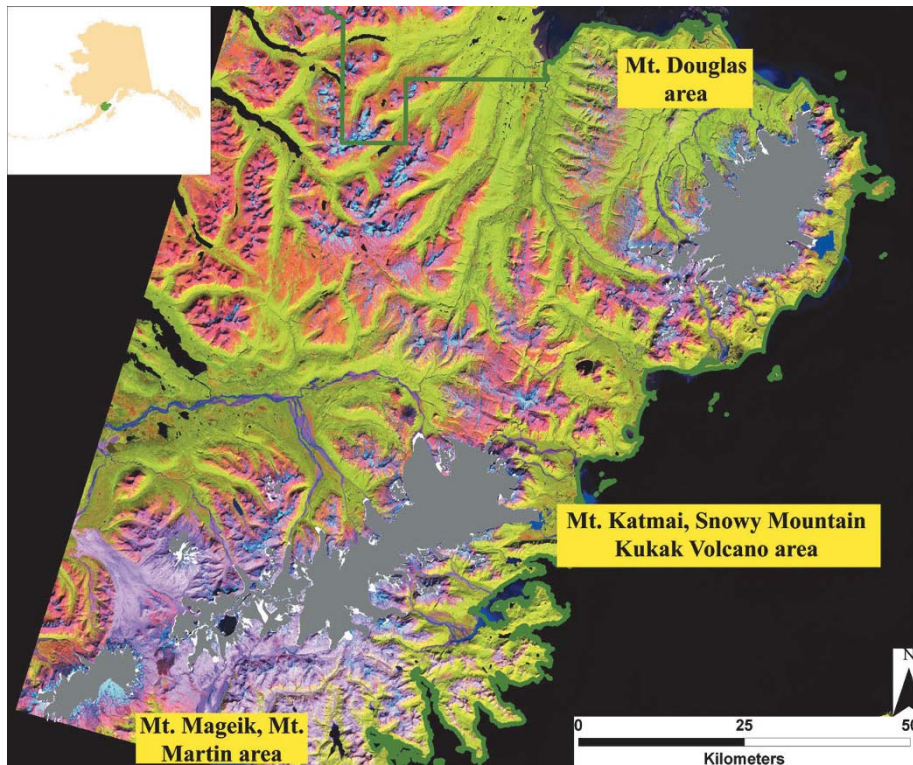 Mt. Douglas
area
Mt. Katmai, Snowy Mountain
Kukak Volcano area
Mt. Mageik, Mt.
Martin area
N
0 25 50
Kilometers